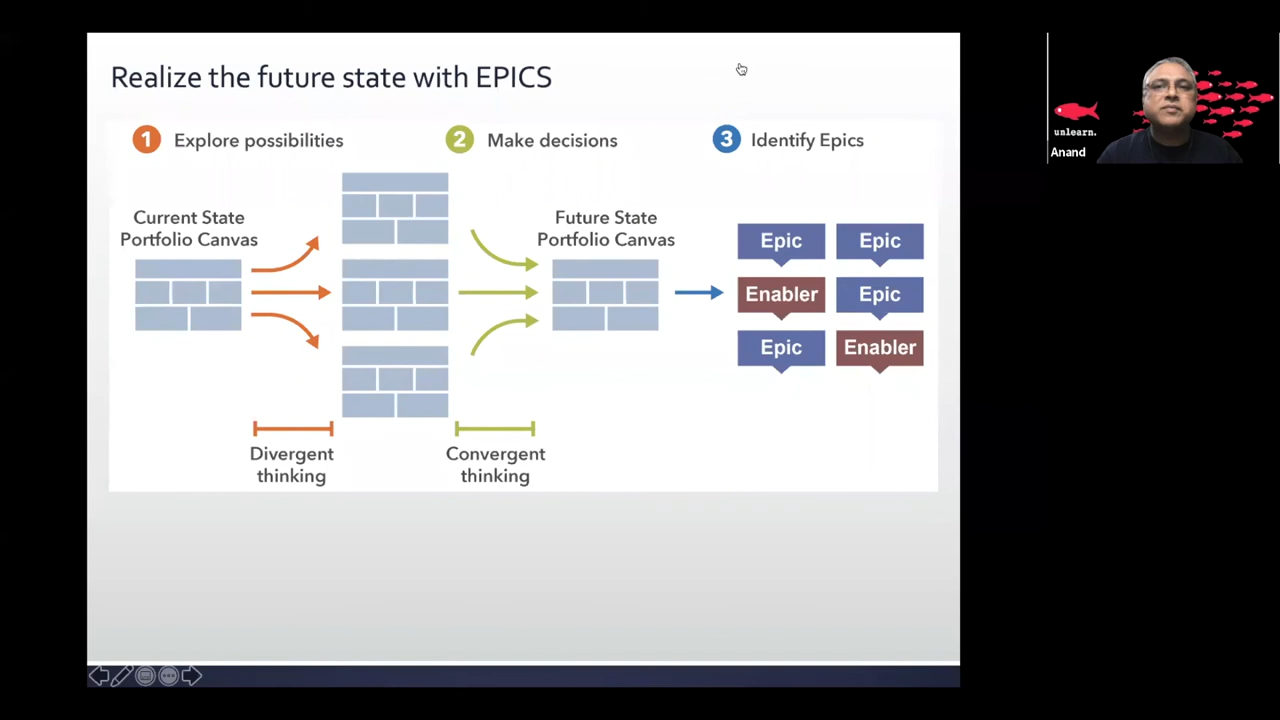 Realize the future state with EPICS
1 Explore possibilities
2 Make decisions
3 Identify Epics
Current State
Portfolio Canvas
Future State
Portfolio Canvas
Epic Epic
Enabler Epic
Epic Enabler
Divergent
thinking
Convergent
thinking
unlearn.
Anand